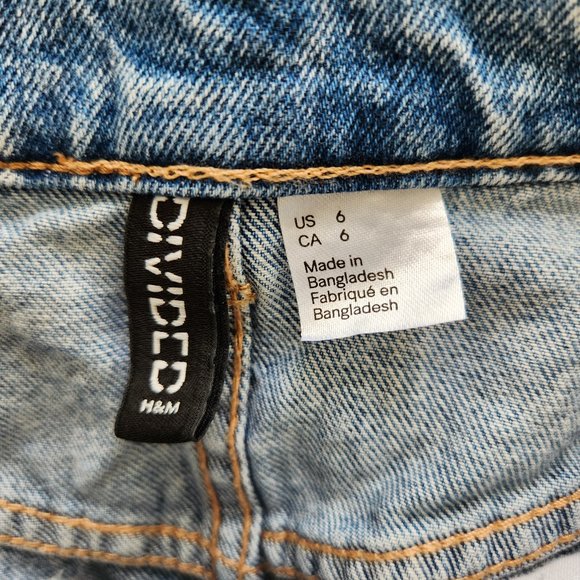 DIVIDED
H&M
US 6
CA 6
Made in
Bangladesh
Fabriqué en
Bangladesh